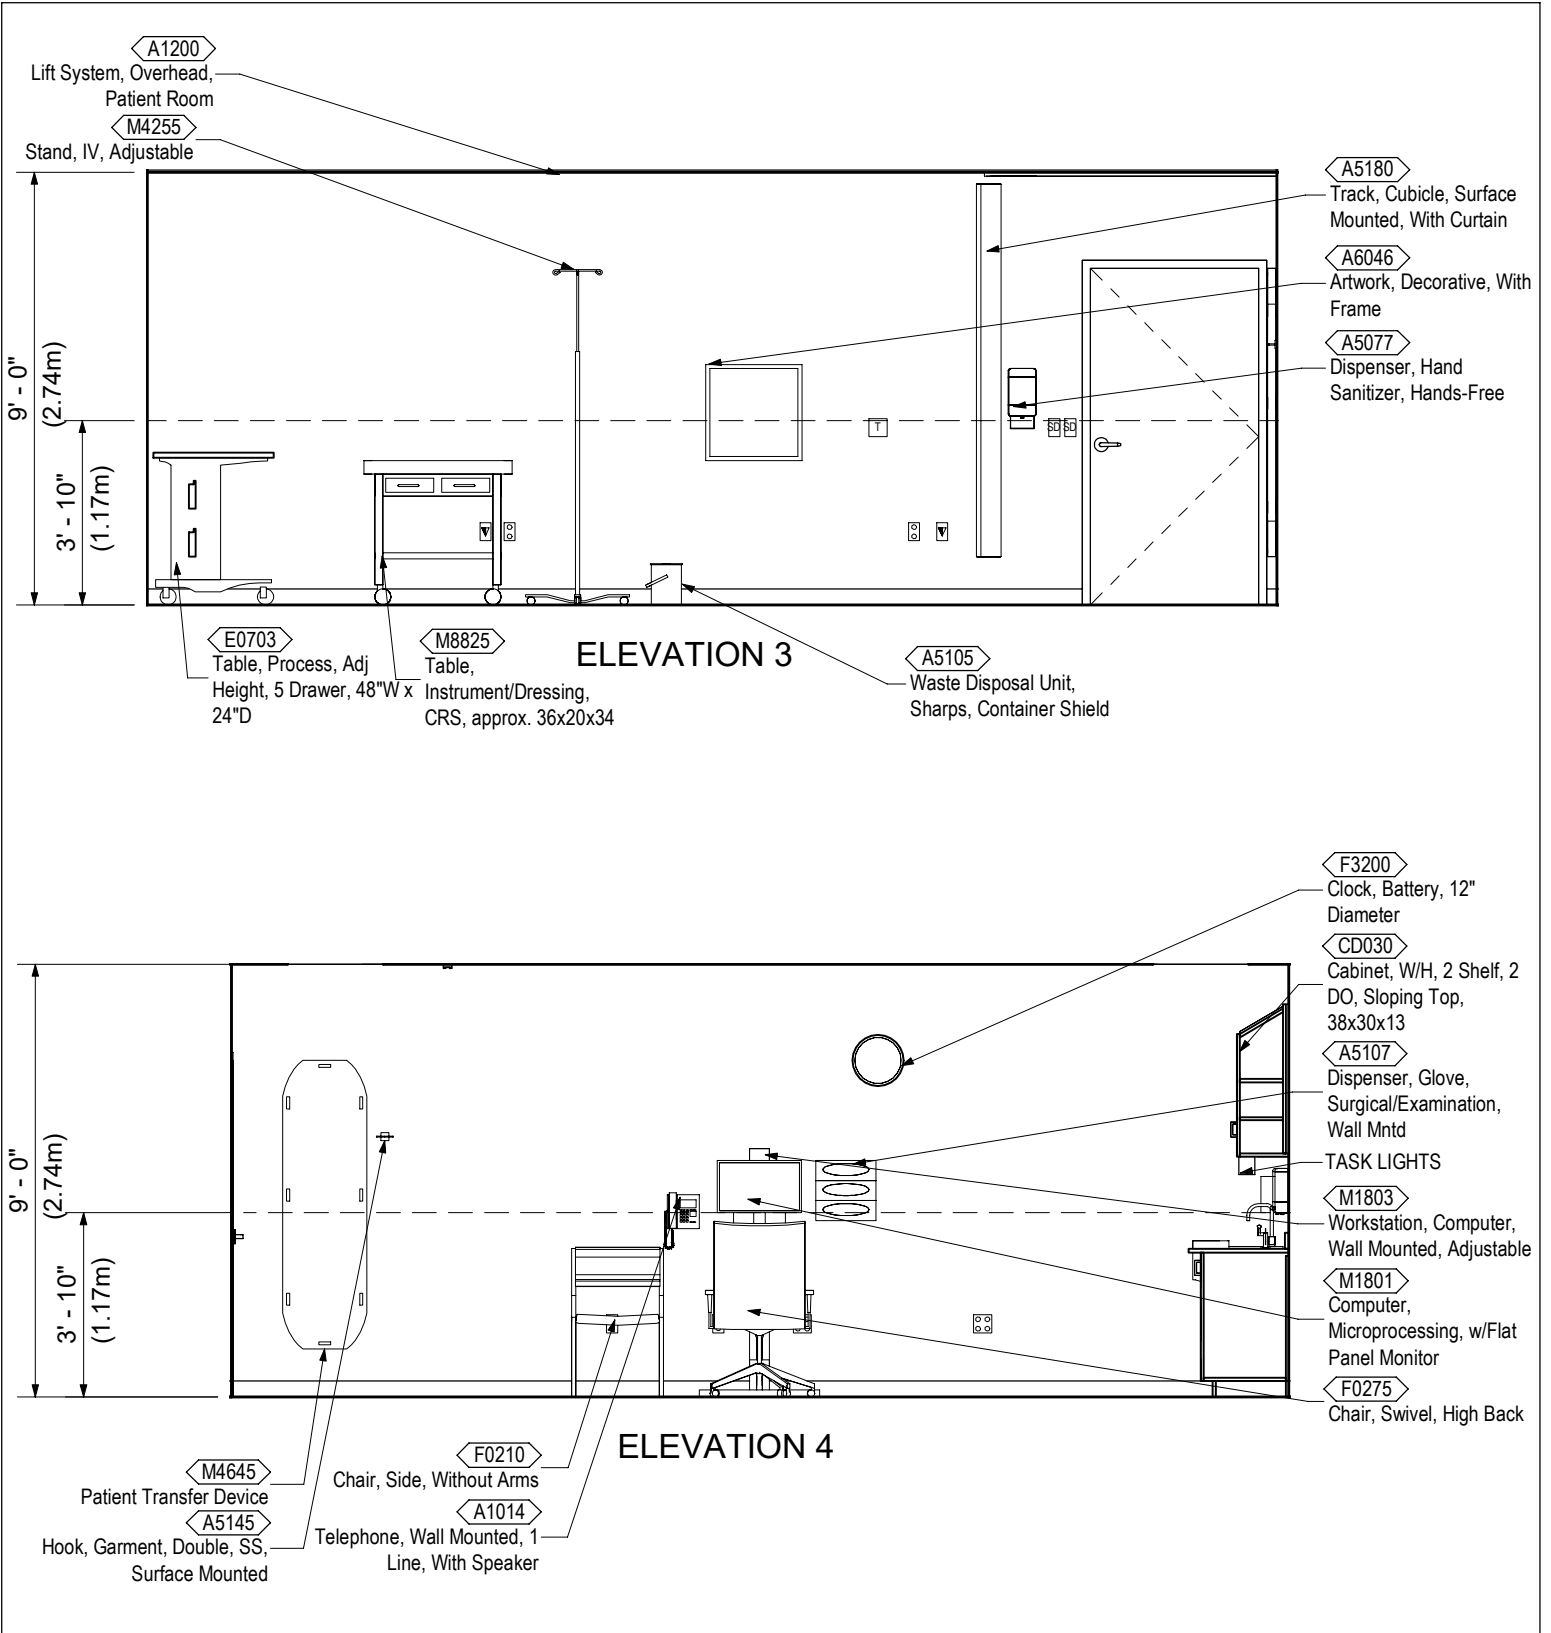 A1200
Lift System, Overhead,
Patient Room
M4255
Stand, IV, Adjustable
A5180
Track, Cubicle, Surface
Mounted, With Curtain
A6046
Artwork, Decorative, With
Frame
A5077
Dispenser, Hand
Sanitizer, Hands-Free
9' - 0"
(2.74m)
3' - 10"
(1.17m)
T
SD SD
E0703
Table, Process, Adj
Height, 5 Drawer, 48"W x
24"D
M8825
Table,
Instrument/Dressing,
CRS, approx. 36x20x34
ELEVATION 3
A5105
Waste Disposal Unit,
Sharps, Container Shield
F3200
Clock, Battery, 12"
Diameter
CD030
Cabinet, W/H, 2 Shelf, 2
DO, Sloping Top,
38x30x13
A5107
Dispenser, Glove,
Surgical/Examination,
Wall Mntd
TASK LIGHTS
M1803
Workstation, Computer,
Wall Mounted, Adjustable
M1801
Computer,
Microprocessing, w/Flat
Panel Monitor
F0275
Chair, Swivel, High Back
9' - 0"
(2.74m)
3' - 10"
(1.17m)
ELEVATION 4
M4645
Patient Transfer Device
A5145
Hook, Garment, Double, SS,
Surface Mounted
F0210
Chair, Side, Without Arms
A1014
Telephone, Wall Mounted, 1
Line, With Speaker